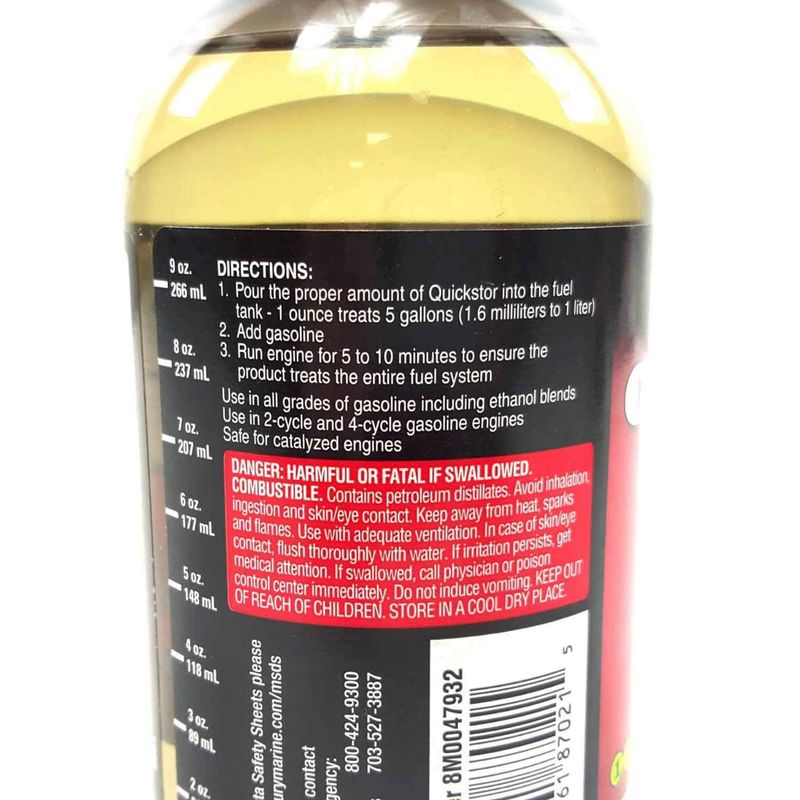 9 oz.
266 mL
8 oz.
237 mL
7 oz.
207 mL
6 oz.
177 mL
5 oz.
148 mL
4 oz.
118 mL
3 oz.
89 mL
2 oz.
DIRECTIONS:
1. Pour the proper amount of Quickstor into the fuel
tank - 1 ounce treats 5 gallons (1.6 milliliters to 1 liter)
2. Add gasoline
3. Run engine for 5 to 10 minutes to ensure the
product treats the entire fuel system
Use in all grades of gasoline including ethanol blends
Use in 2-cycle and 4-cycle gasoline engines
Safe for catalyzed engines
DANGER: HARMFUL OR FATAL IF SWALLOWED.
COMBUSTIBLE. Contains petroleum distillates. Avoid inhalation,
ingestion and skin/eye contact. Keep away from heat, sparks
and flames. Use with adequate ventilation. In case of skin/eye
contact, flush thoroughly with water. If irritation persists, get
medical attention. If swallowed, call physician or poison
control center immediately. Do not induce vomiting. KEEP OUT
OF REACH OF CHILDREN. STORE IN A COOL DRY PLACE.
Safety Sheets please
contact
800-424-9300
703-527-3887
8M0047932
87021
5